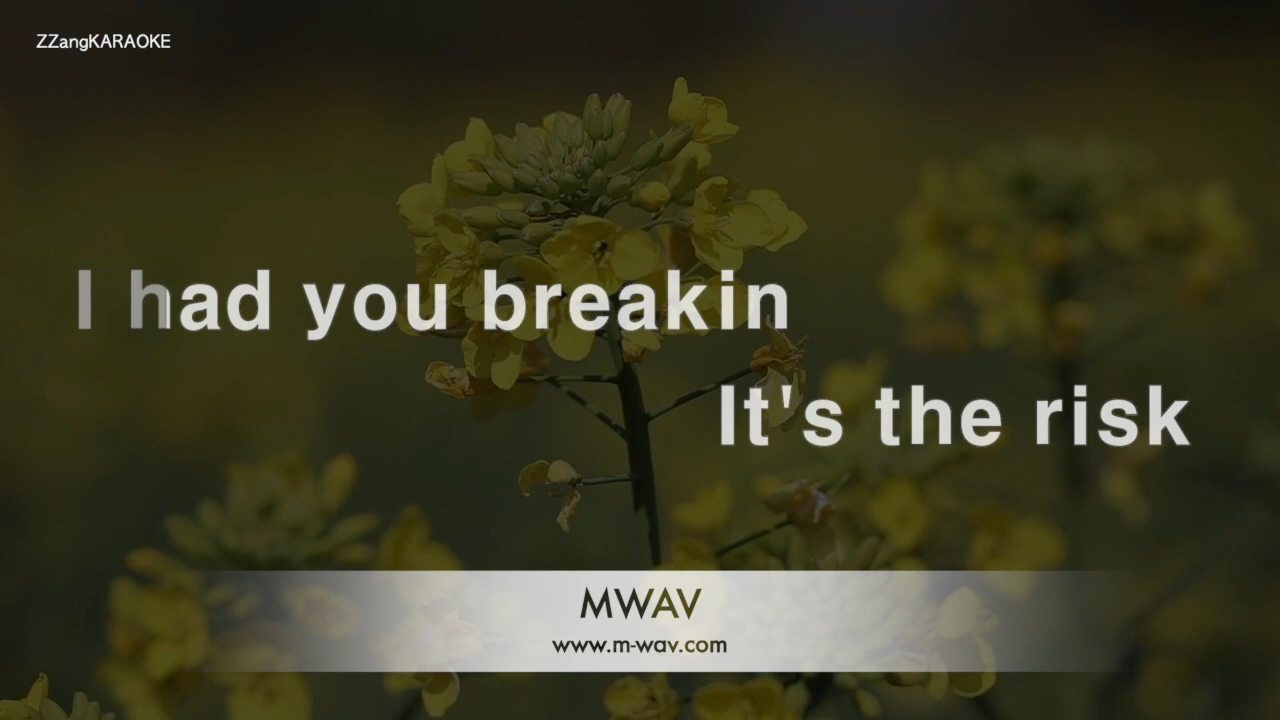 ZZangKARAOKE
I had you breakin
It's the risk
MWAV
www.m-wav.com